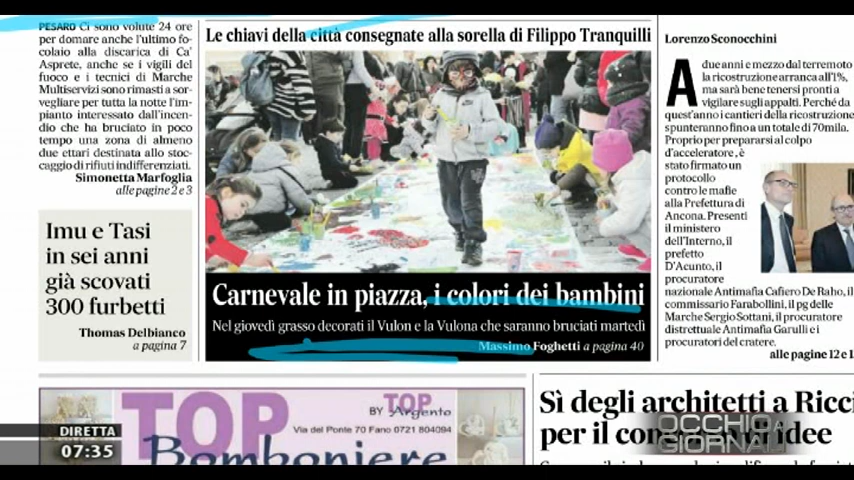 PESARO Ci sono volute 24 ore
per domare anche l'ultimo fo-
colaio alla discarica di Ca'
Asprete, anche se i vigili del
fuoco e i tecnici di Marche
Multiservizi sono rimasti a sor-
vegliare per tutta la notte l'im-
pianto interessato dall'incen-
dio che ha bruciato in poco
tempo una zona di almeno
due ettari destinata allo stoc-
caggio di rifiuti indifferenziati.
Simonetta Marfoglia
alle pagine 2 e 3
Imu e Tasi
in sei anni
già scovati
300 furbetti
Thomas Delbianco
a pagina 7
Le chiavi della città consegnate alla sorella di Filippo Tranquilli
Carnevale in piazza, i colori dei bambini
Nel giovedì grasso decorati il Vulon e la Vulona che saranno bruciati martedì
Massimo Foghetti a pagina 40
Lorenzo Sconocchini
A due anni e mezzo dal terremoto
la ricostruzione arranca all'1%,
ma sarà bene tenersi pronti a
vigilare sugli appalti. Perché da
quest'anno i cantieri della ricostruzione
spunteranno fino a un totale di 70mila.
Proprio per prepararsi al colpo
d'acceleratore, è
stato firmato un
protocollo
contro le mafie
alla Prefettura di
Ancona. Presenti
il ministero
dell'Interno, il
prefetto
D'Acunto, il
procuratore
nazionale Antimafia Cafiero De Raho, il
commissario Farabollini, il pg delle
Marche Sergio Sottani, il procuratore
distrettuale Antimafia Garulli e i
procuratori del cratere.
alle pagine 12 e 1
TOP
Bomboniere
BY Argento
TOP
Via del Ponte 70 Fano 0721 804094
Sì degli architetti a Ricci
per il con idee
DIRETTA
07:35
OCCHIO AI
GIORNALI